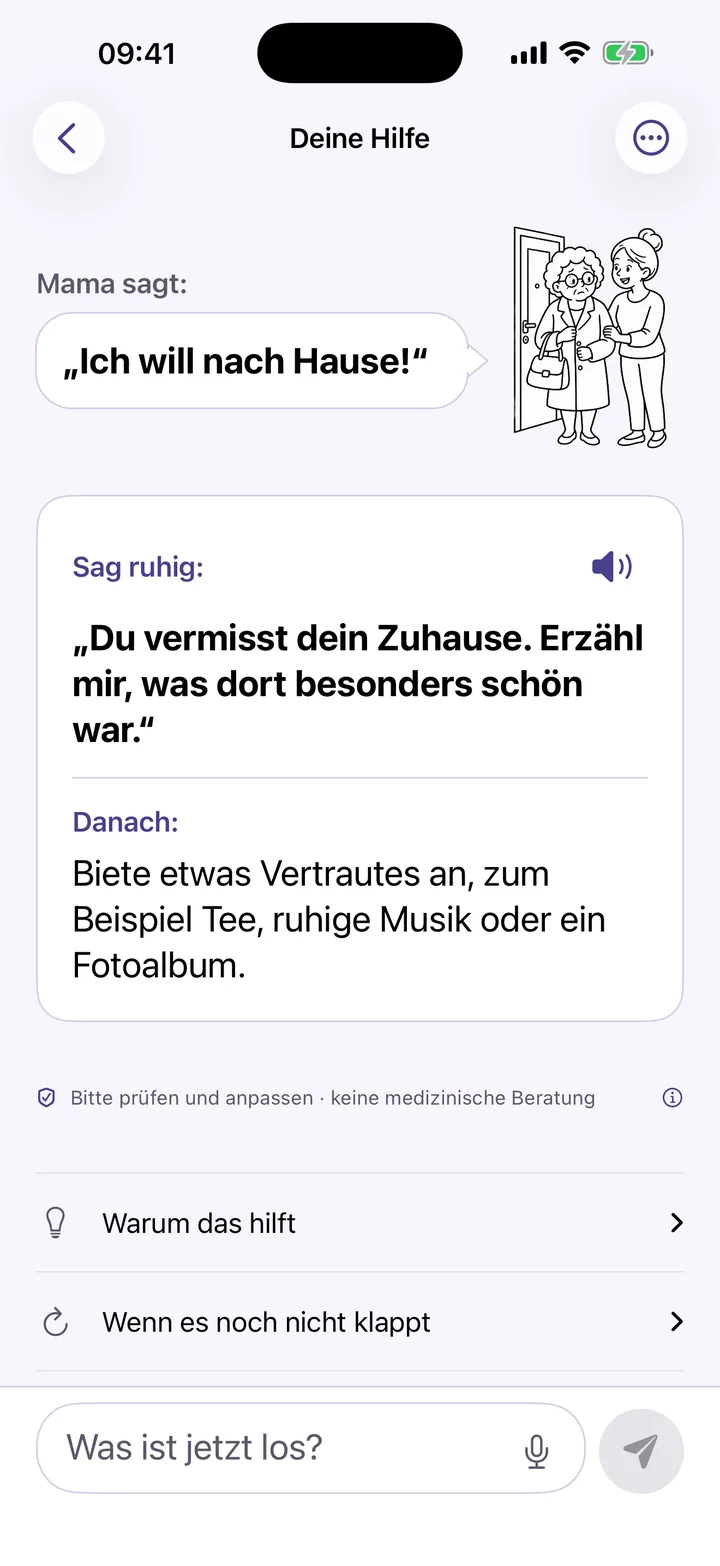 09:41
Deine Hilfe
Mama sagt:
„Ich will nach Hause!“
Sag ruhig:
„Du vermisst dein Zuhause. Erzähl
mir, was dort besonders schön
war.“
Danach:
Biete etwas Vertrautes an, zum
Beispiel Tee, ruhige Musik oder ein
Fotoalbum.
Bitte prüfen und anpassen · keine medizinische Beratung
Warum das hilft
Wenn es noch nicht klappt
Was ist jetzt los?